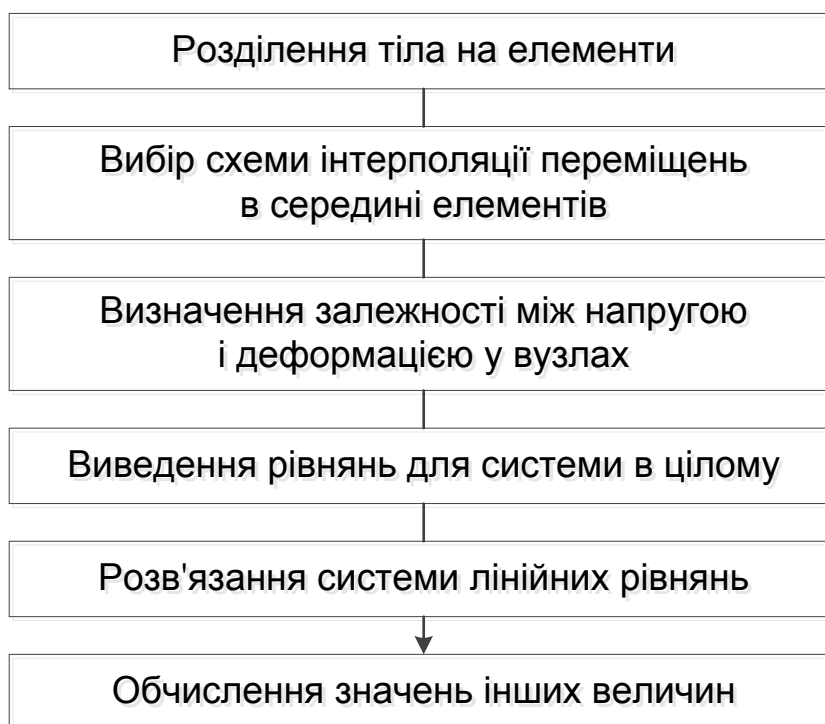 Розділення тіла на елементи
Вибір схеми інтерполяції переміщень
в середині елементів
Визначення залежності між напругою
і деформацією у вузлах
Виведення рівнянь для системи в цілому
Розв'язання системи лінійних рівнянь
Обчислення значень інших величин